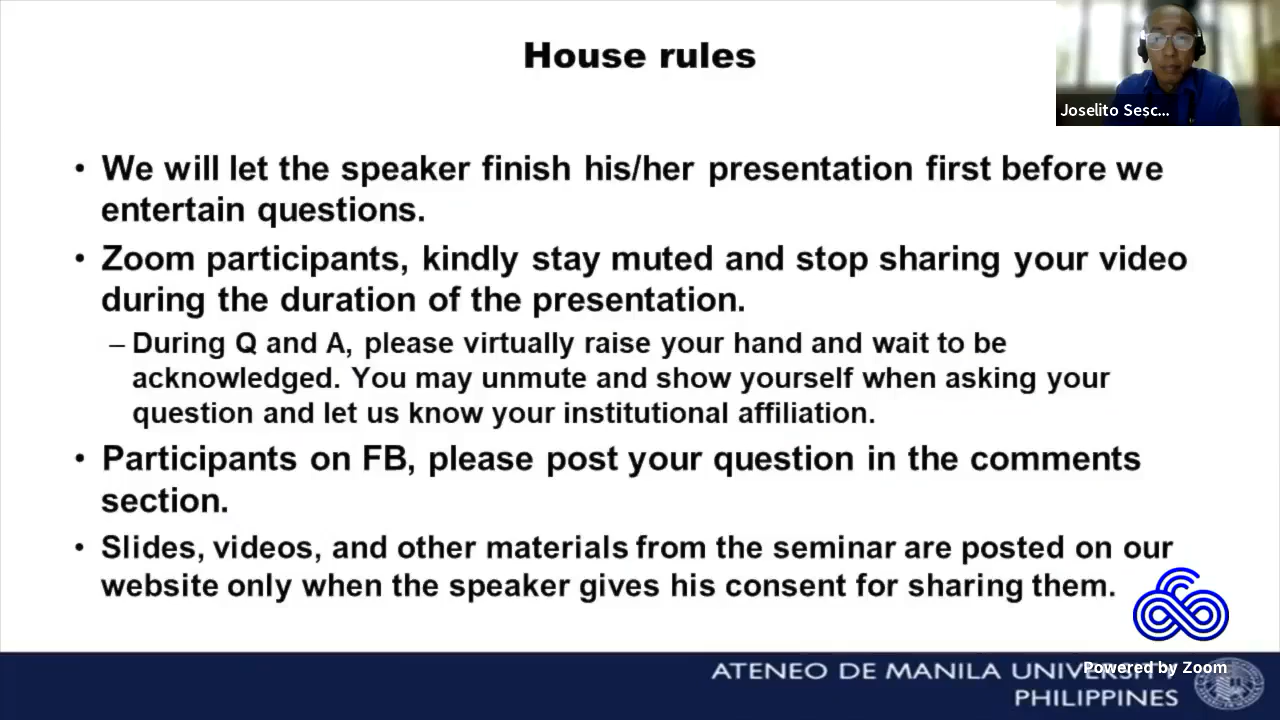 House rules
Joselito Sesc...
• We will let the speaker finish his/her presentation first before we
entertain questions.
• Zoom participants, kindly stay muted and stop sharing your video
during the duration of the presentation.
– During Q and A, please virtually raise your hand and wait to be
acknowledged. You may unmute and show yourself when asking your
question and let us know your institutional affiliation.
• Participants on FB, please post your question in the comments
section.
• Slides, videos, and other materials from the seminar are posted on our
website only when the speaker gives his consent for sharing them.
ATENEO DE MANILA UNIVERSITY
Powered by Zoom
PHILIPPINES